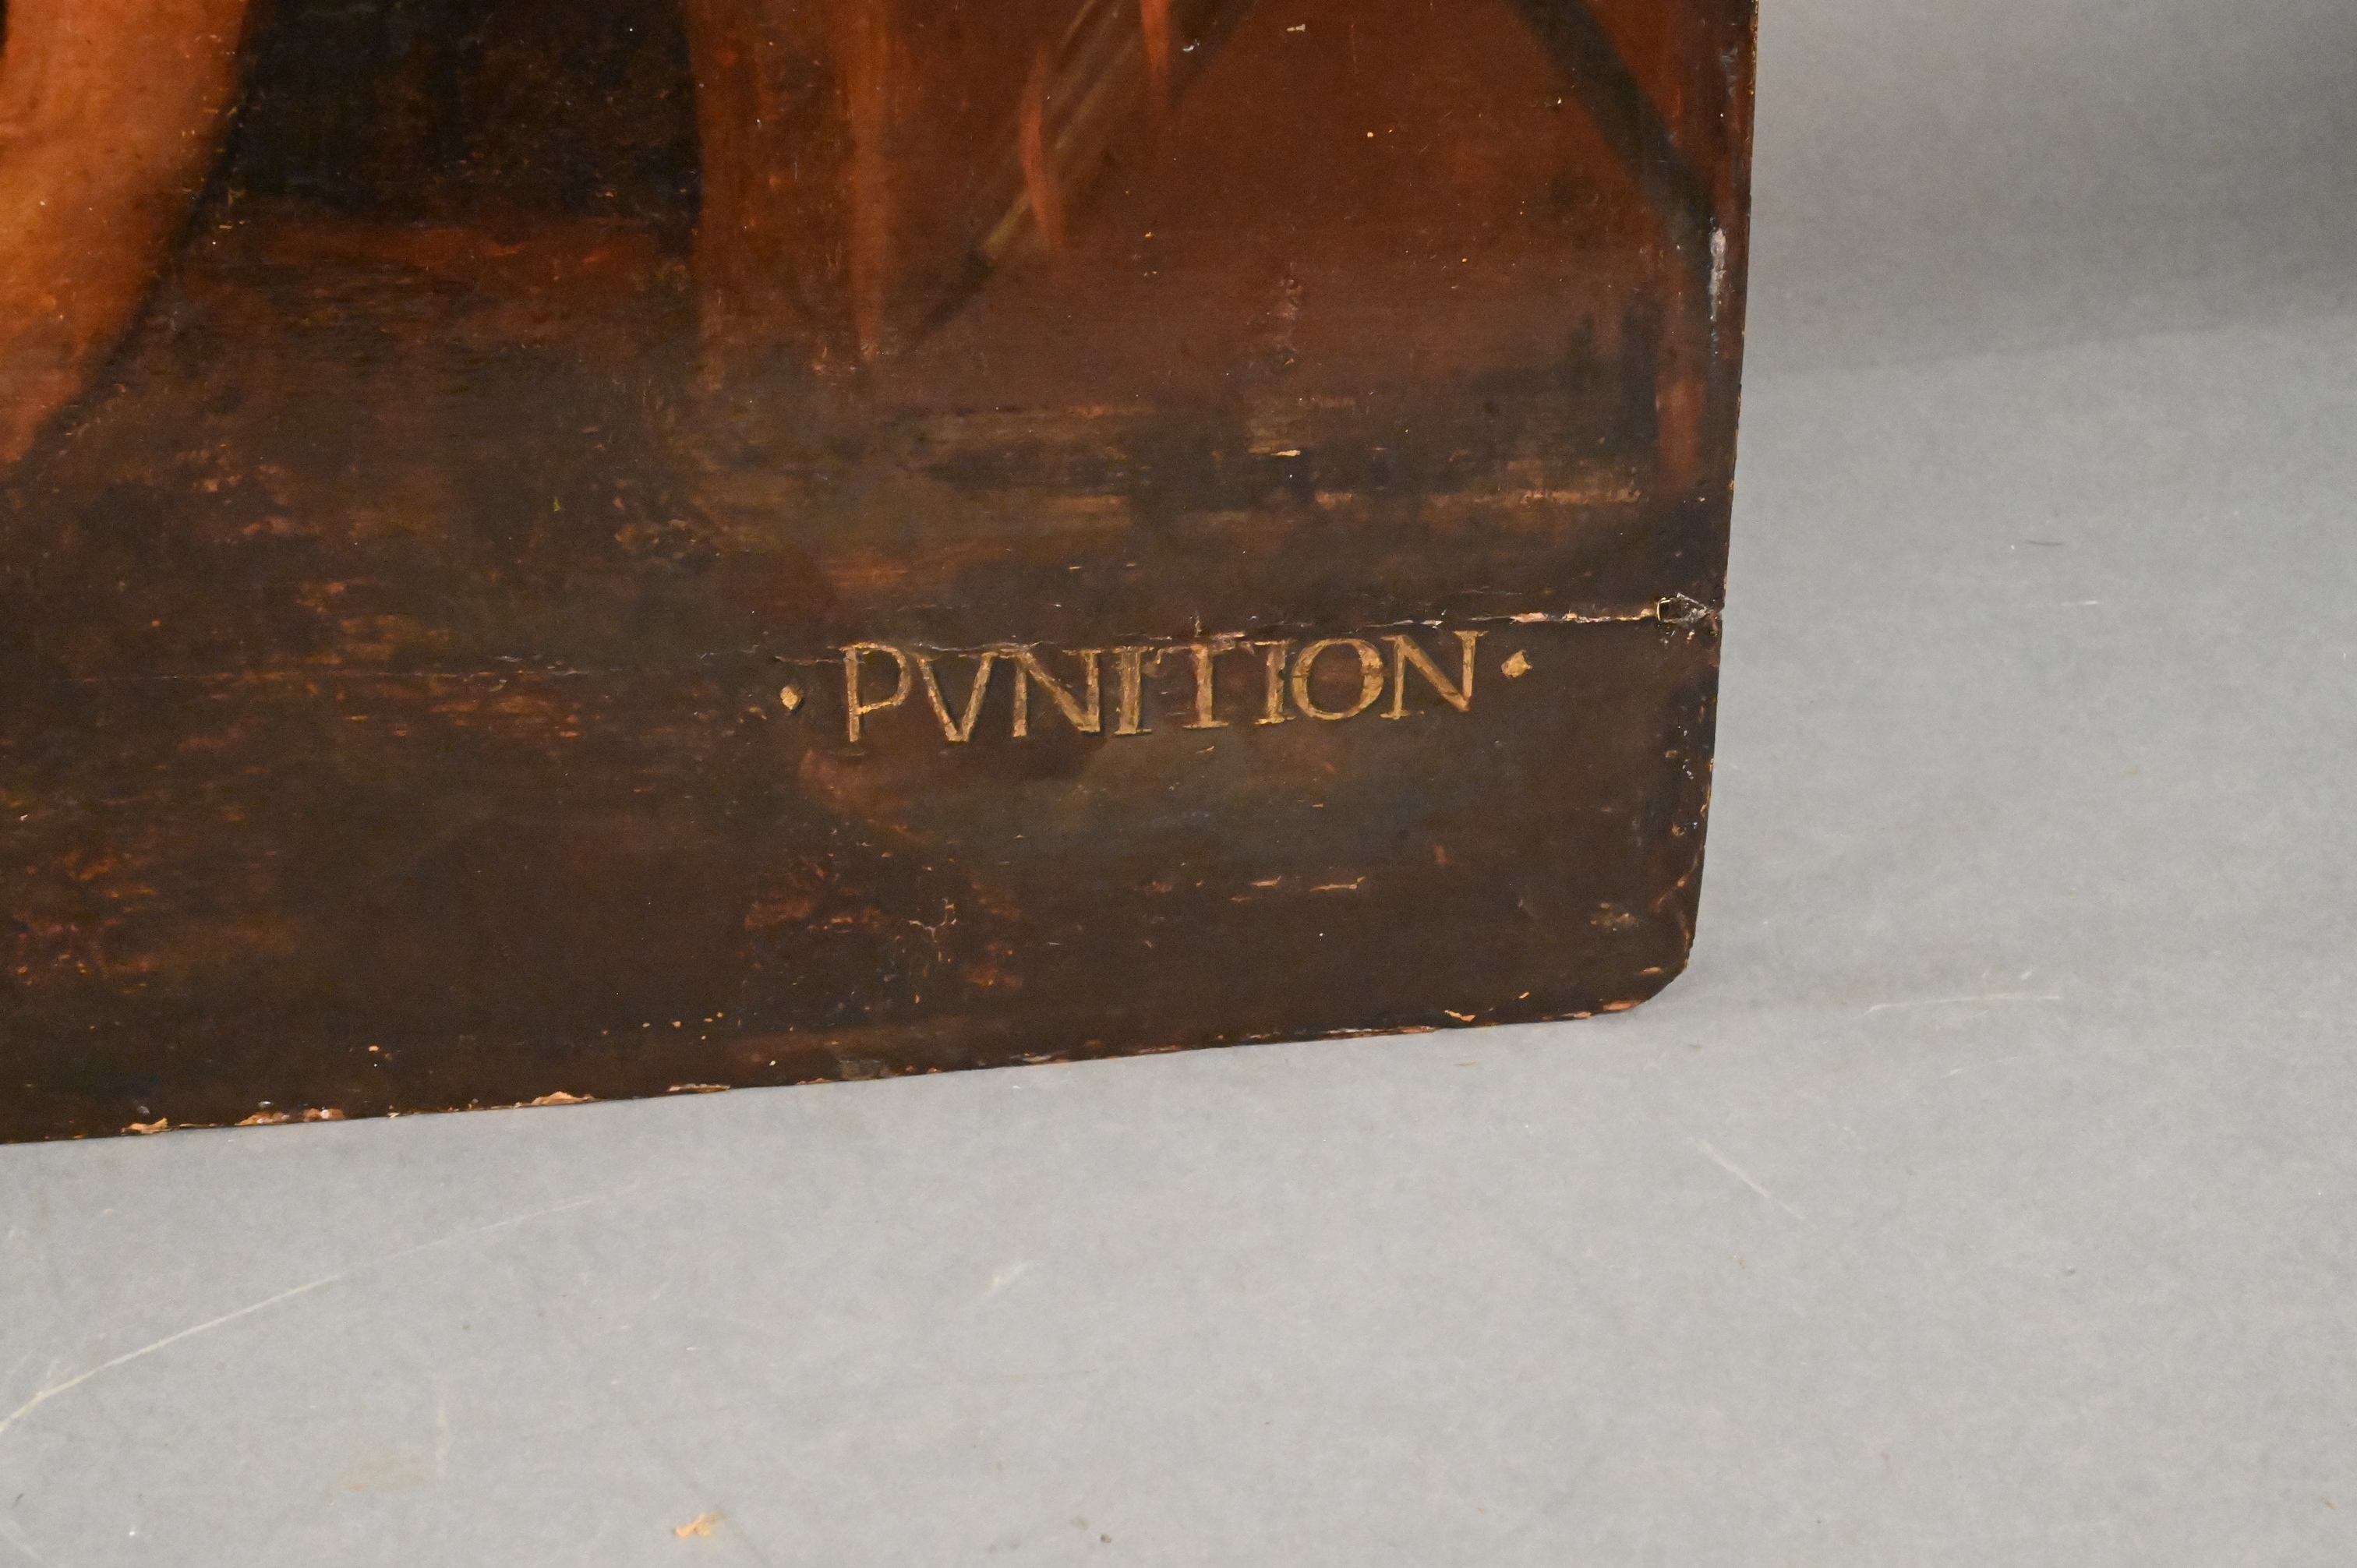 · PVNITION ·